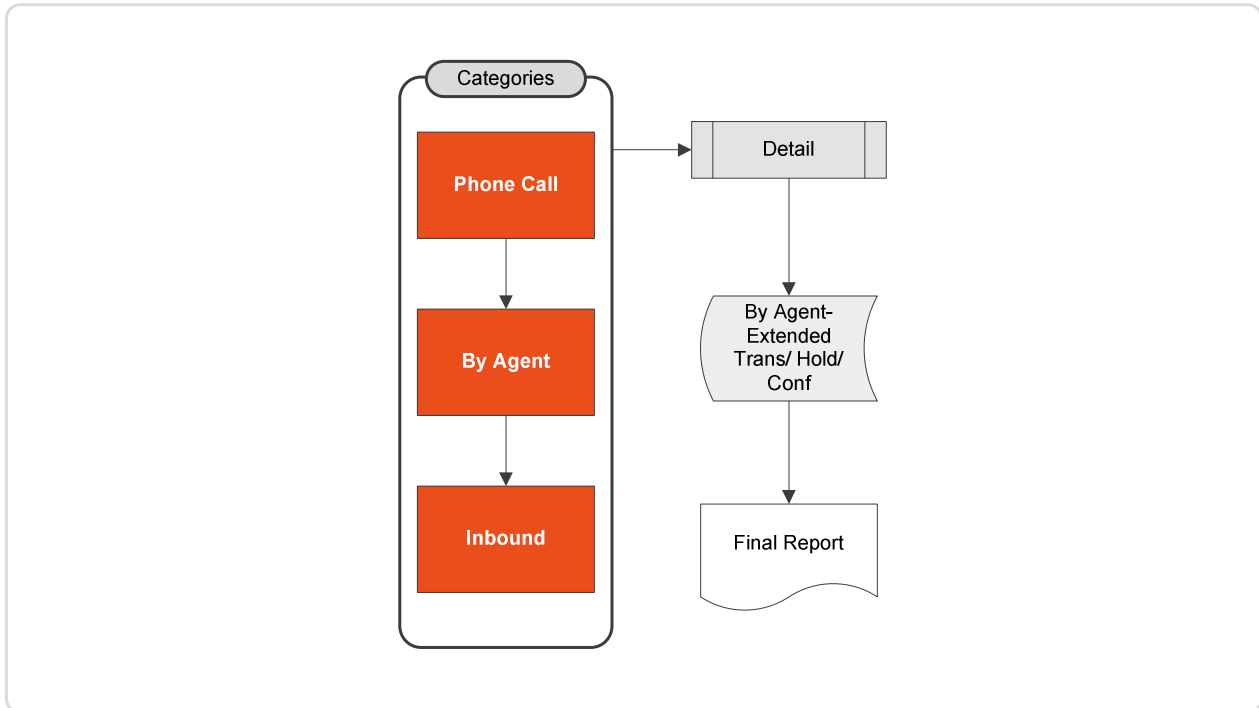 Categories
Phone Call
By Agent
Inbound
Detail
By Agent-
Extended
Trans/ Hold/
Conf
Final Report